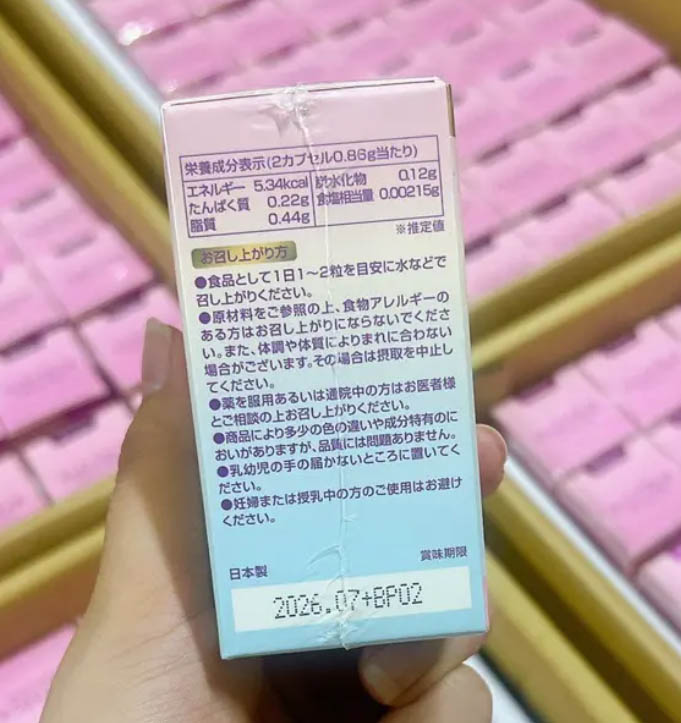 栄養成分表示(2カプセル0.86g当たり)
エネルギー 5.34kcal 炭水化物 0.12g
たんぱく質 0.22g 食塩相当量 0.00215g
脂質 0.44g
※推定値
お召し上がり方
●食品として1日1〜2粒を目安に水などで
召し上がりください。
●原材料をご参照の上、食物アレルギーの
ある方はお召し上がりにならないでくださ
い。また、体調や体質によりまれに合わない
場合がございます。その場合は摂取を中止し
てください。
●薬を服用あるいは通院中の方はお医者様
とご相談の上お召し上がりください。
●商品により多少の色の違いや成分特有のに
おいがありますが、品質には問題ありません。
●乳幼児の手の届かないところに置いてく
ださい。
●妊婦または授乳中の方のご使用はお避け
ください。
賞味期限
日本製
2026.07+BP02